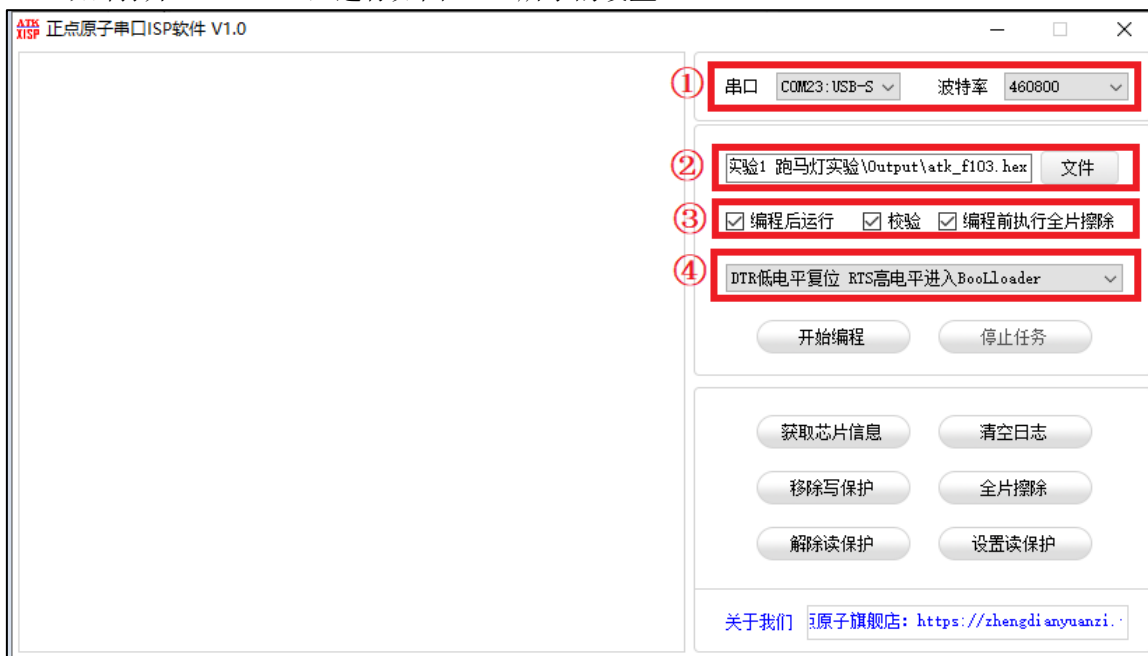 ATK
XISP 正点原子串口ISP软件 V1.0
① 串口 COM23:USB-S 波特率 460800
② 实验1 跑马灯实验\Output\atk_f103.hex 文件
③ 编程后运行 校验 编程前执行全片擦除
④ DTR低电平复位 RTS高电平进入BooLloader
开始编程 停止任务
获取芯片信息 清空日志
移除写保护 全片擦除
解除读保护 设置读保护
关于我们 原子旗舰店：https://zhengdianyuanzi.